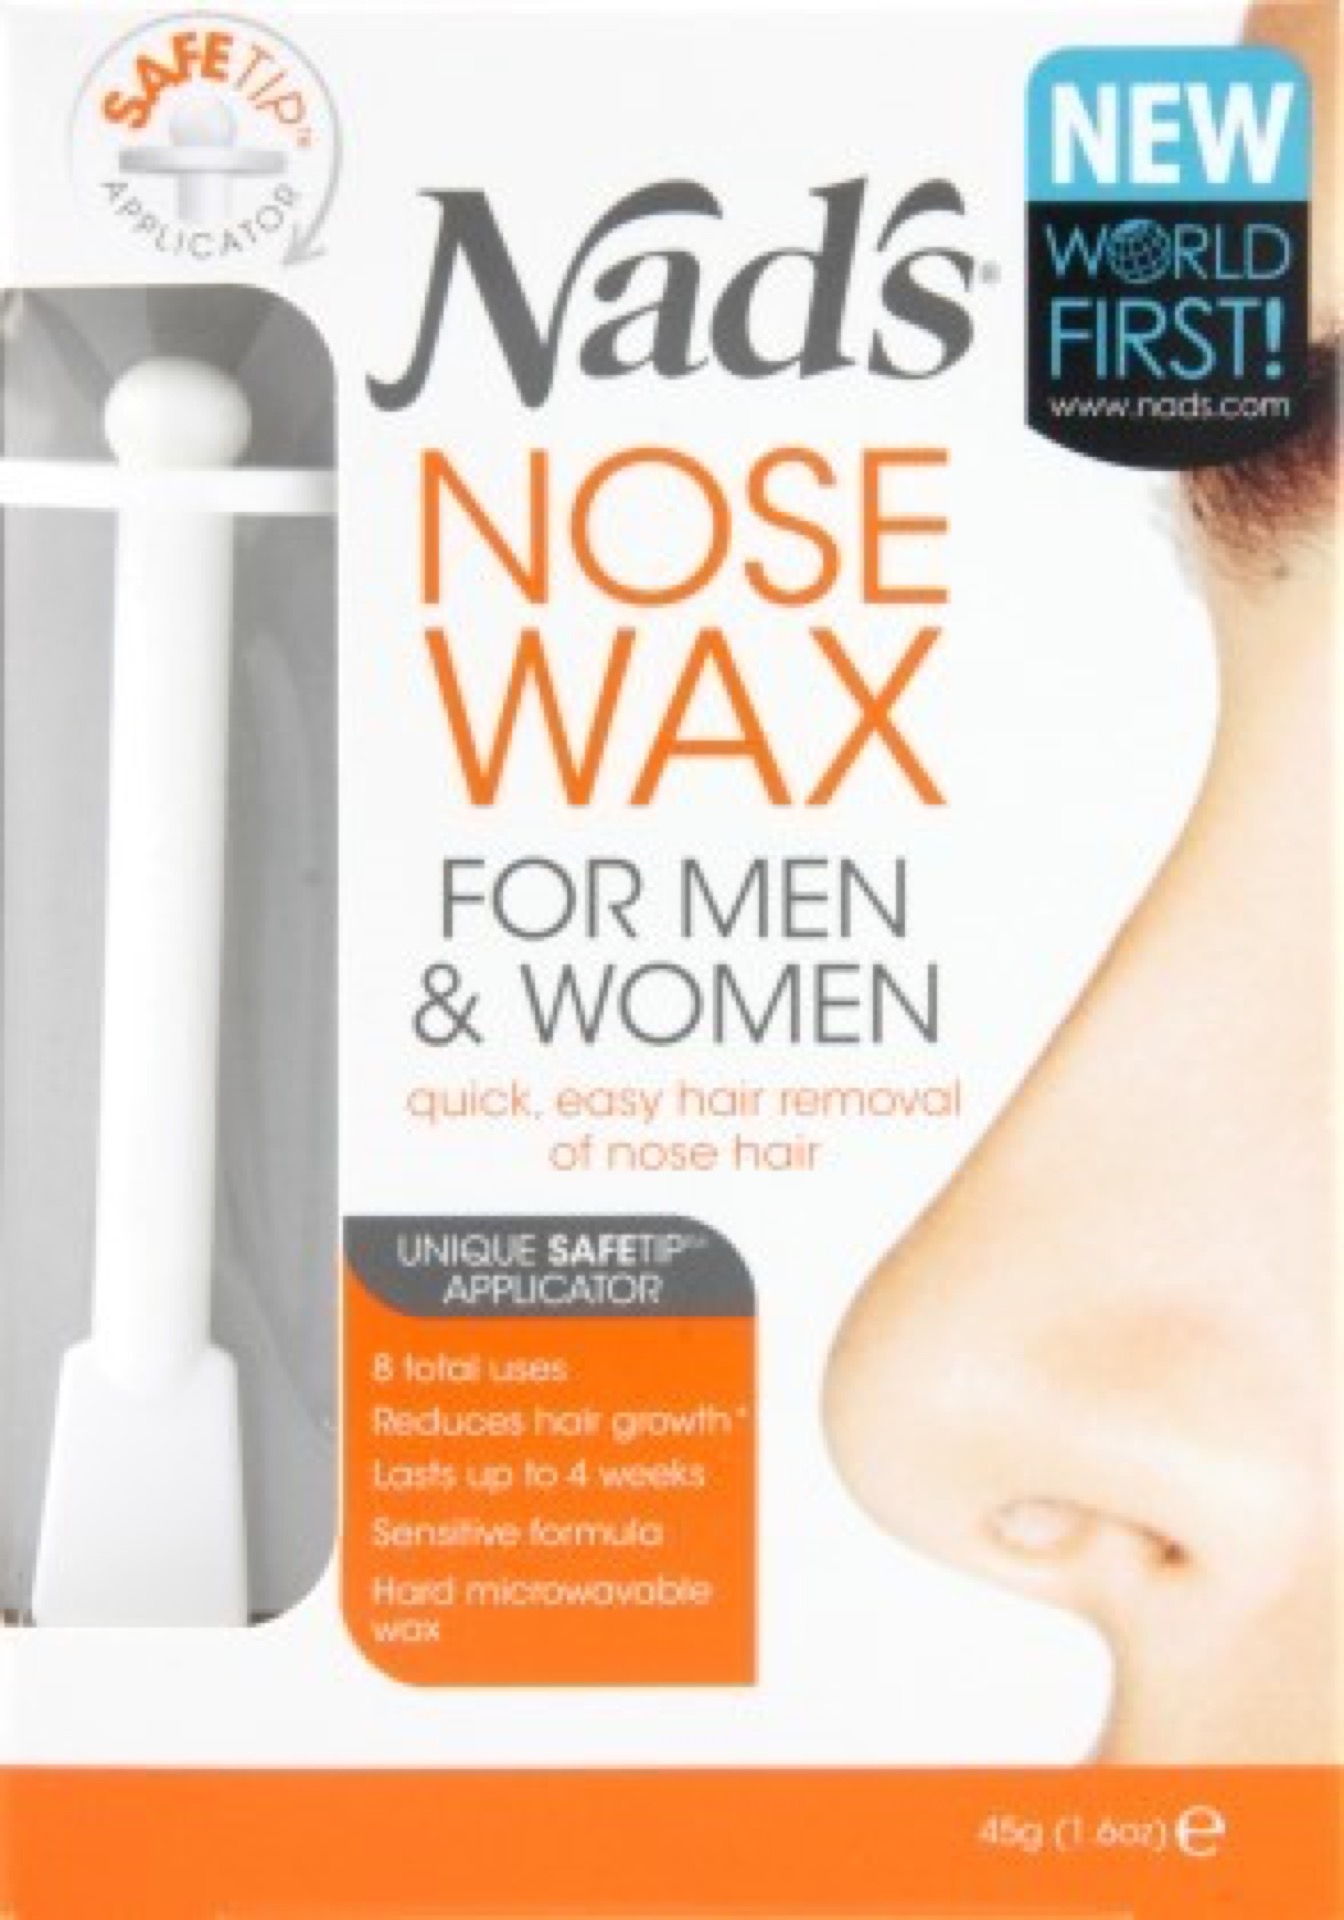 SAFETIP™
APPLICATOR
NEW
WORLD
FIRST!
www.nads.com
Nad's®
NOSE
WAX
FOR MEN
& WOMEN
quick, easy hair removal
of nose hair
UNIQUE SAFETIP™
APPLICATOR
8 total uses
Reduces hair growth*
Lasts up to 4 weeks
Sensitive formula
Hard microwavable
wax
45g (1.6oz) e